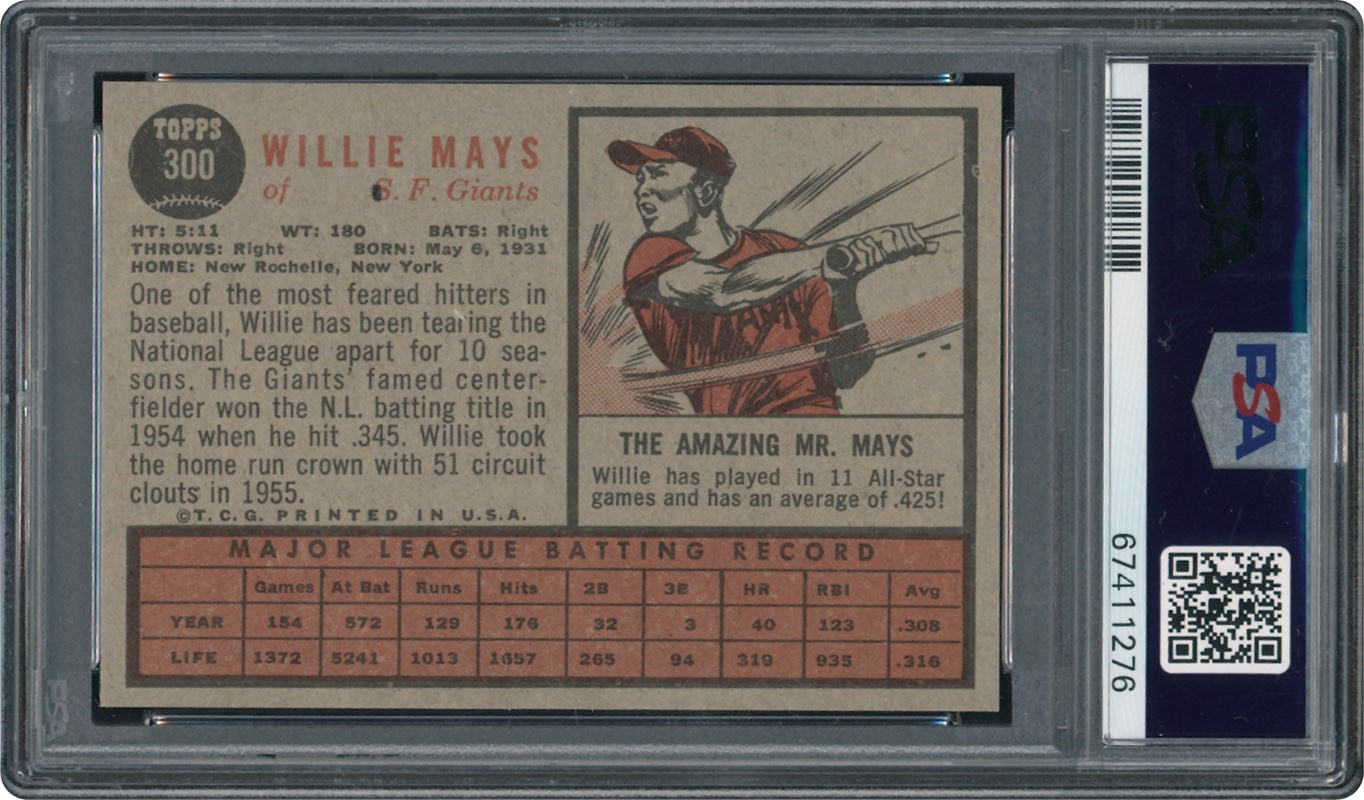 TOPPS
300
WILLIE MAYS
of S. F. Giants
HT: 5:11 WT: 180 BATS: Right
THROWS: Right BORN: May 6, 1931
HOME: New Rochelle, New York
One of the most feared hitters in
baseball, Willie has been tearing the
National League apart for 10 sea-
sons. The Giants' famed center-
fielder won the N.L. batting title in
1954 when he hit .345. Willie took
the home run crown with 51 circuit
clouts in 1955.
©T.C.G. PRINTED IN U.S.A.
THE AMAZING MR. MAYS
Willie has played in 11 All-Star
games and has an average of .425!
MAJOR LEAGUE BATTING RECORD
Games At Bat Runs Hits 2B 3B HR RBI Avg
YEAR 154 572 129 176 32 3 40 123 .308
LIFE 1372 5241 1013 1657 265 94 319 935 .316
PSA
PSA
67411276
PSA